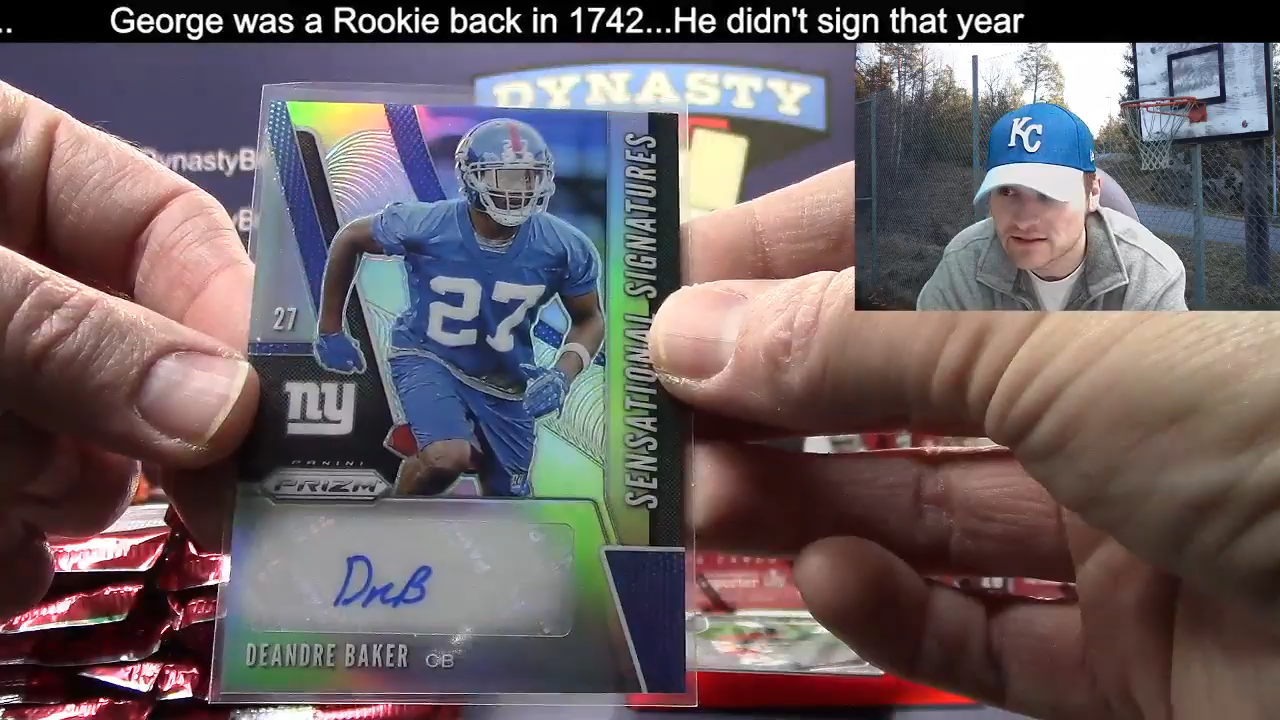 .. George was a Rookie back in 1742...He didn't sign that year
DYNASTY
KC
27
27
SENSATIONAL SIGNATURES
ny
PANINI
PRIZM
DnB
DEANDRE BAKER CB